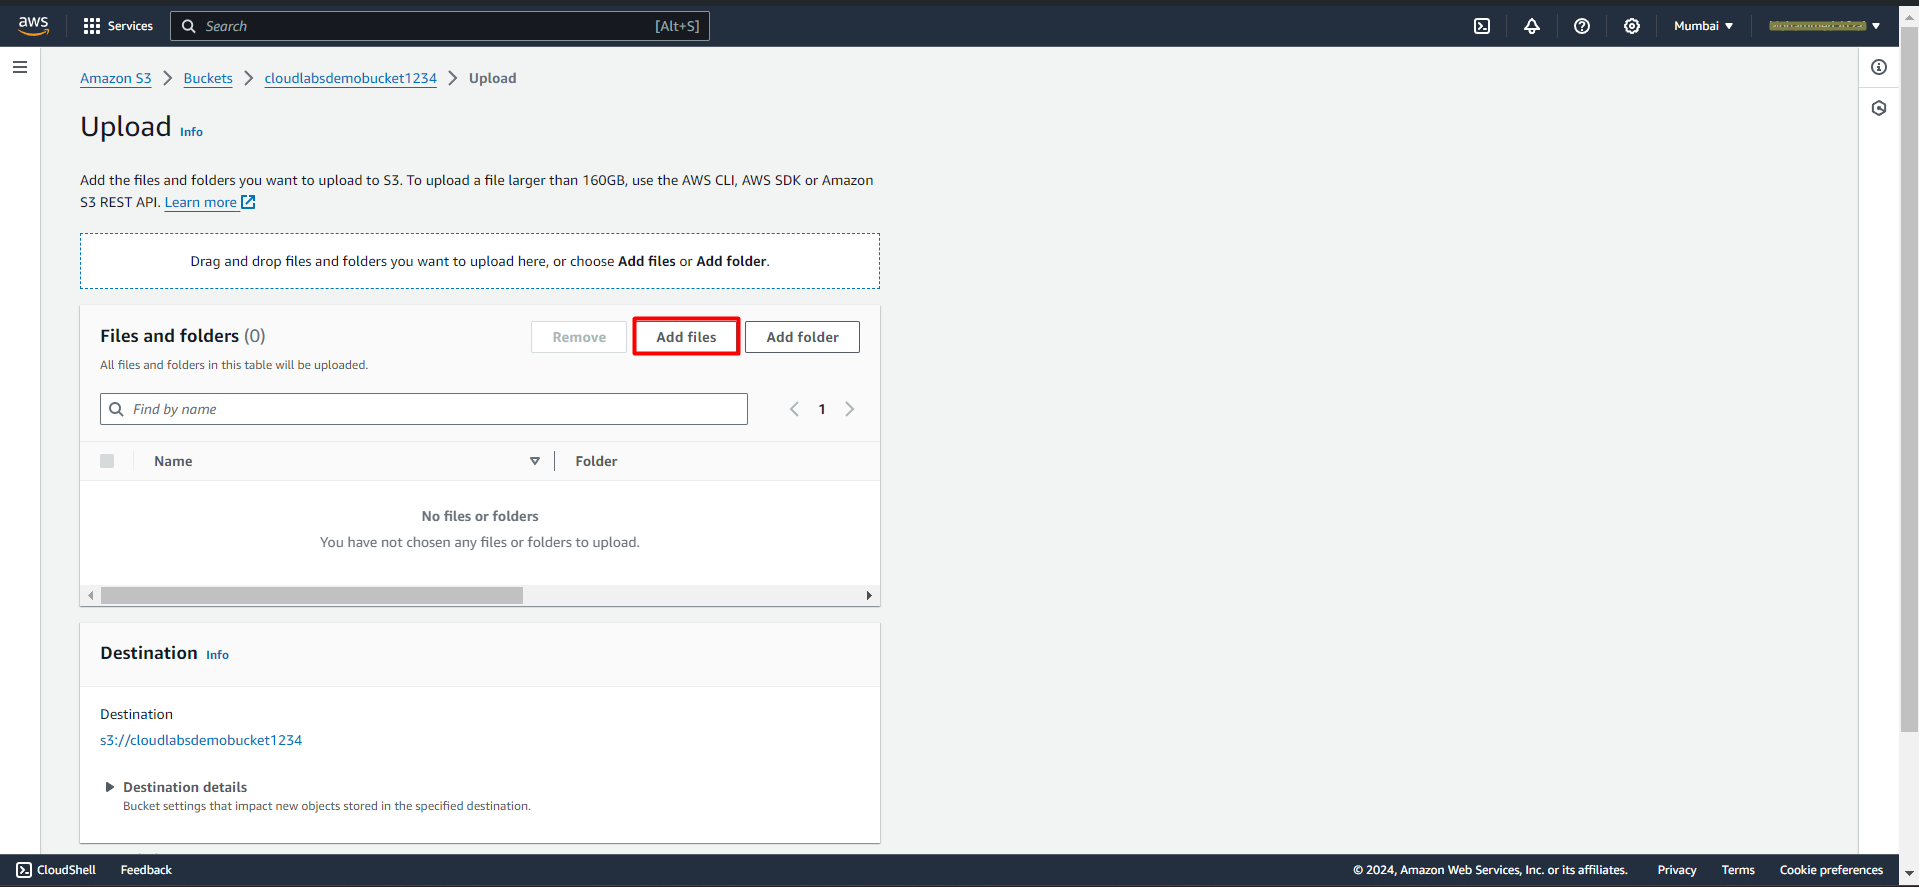 aws
Services
Search
[Alt+S]
Mumbai
Amazon S3 > Buckets > cloudlabsdemobucket1234 > Upload
Upload Info
Add the files and folders you want to upload to S3. To upload a file larger than 160GB, use the AWS CLI, AWS SDK or Amazon
S3 REST API. Learn more
Drag and drop files and folders you want to upload here, or choose Add files or Add folder.
Files and folders (0)
Remove
Add files
Add folder
All files and folders in this table will be uploaded.
Find by name
1
Name
Folder
No files or folders
You have not chosen any files or folders to upload.
Destination Info
Destination
s3://cloudlabsdemobucket1234
Destination details
Bucket settings that impact new objects stored in the specified destination.
CloudShell
Feedback
© 2024, Amazon Web Services, Inc. or its affiliates.
Privacy
Terms
Cookie preferences